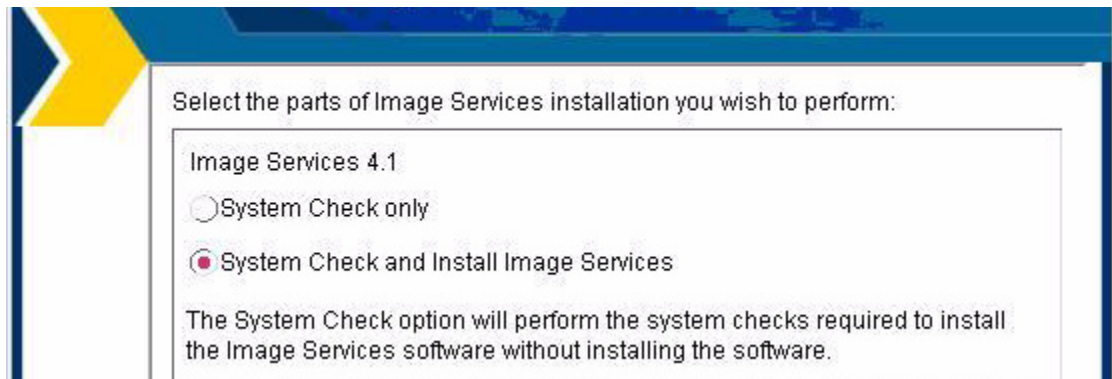 Select the parts of Image Services installation you wish to perform:
Image Services 4.1
System Check only
System Check and Install Image Services
The System Check option will perform the system checks required to install
the Image Services software without installing the software.